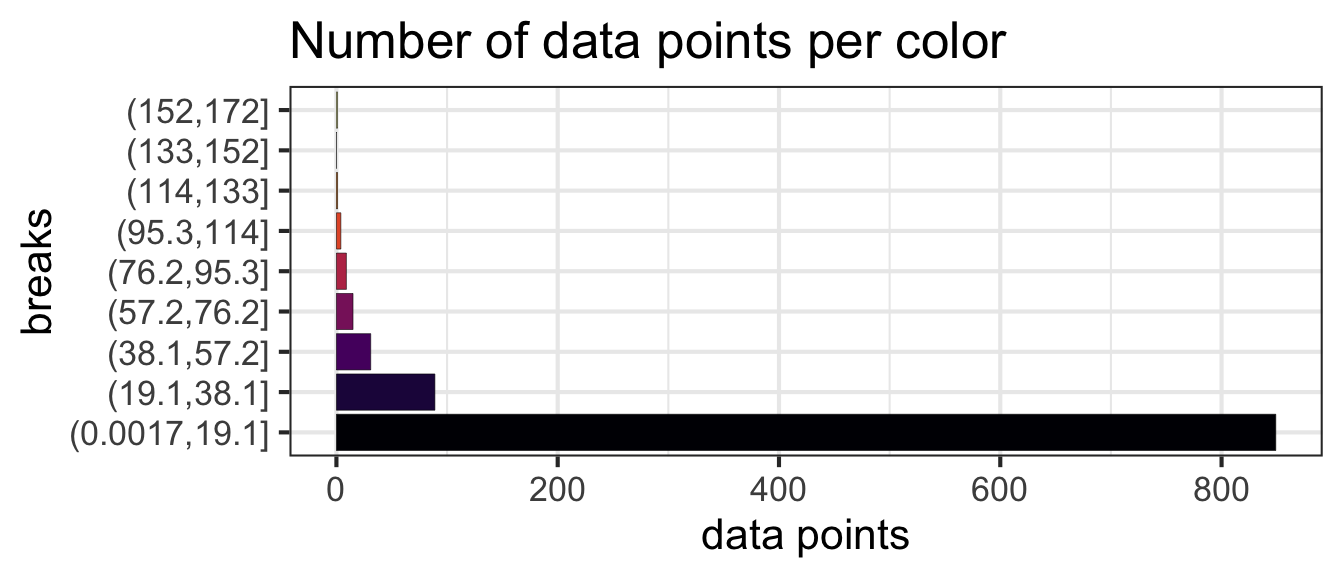 Number of data points per color
(152,172]
(133,152]
(114,133]
(95.3,114]
(76.2,95.3]
(57.2,76.2]
(38.1,57.2]
(19.1,38.1]
(0.0017,19.1]
breaks
0 200 400 600 800
data points